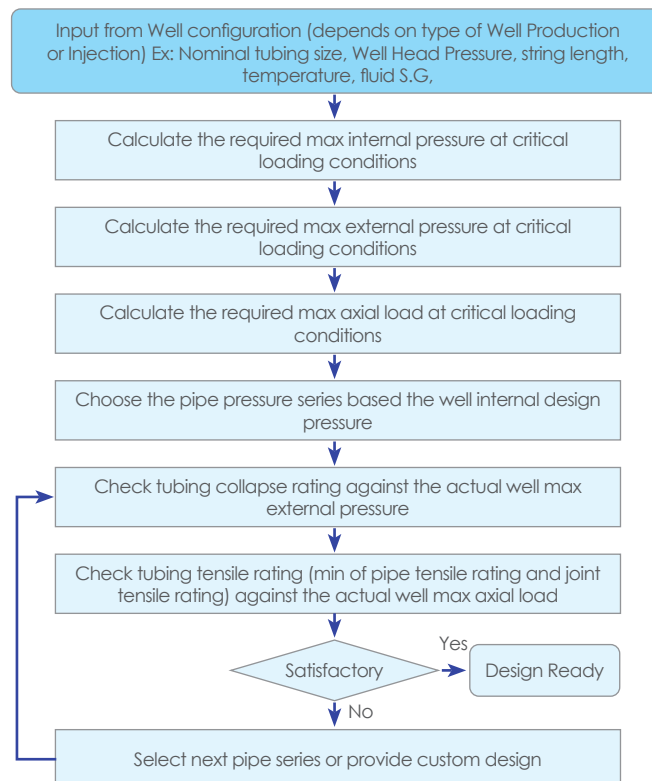 Input from Well configuration (depends on type of Well Production
or Injection) Ex: Nominal tubing size, Well Head Pressure, string length,
temperature, fluid S.G,
Calculate the required max internal pressure at critical
loading conditions
Calculate the required max external pressure at critical
loading conditions
Calculate the required max axial load at critical loading
conditions
Choose the pipe pressure series based the well internal design
pressure
Check tubing collapse rating against the actual well max
external pressure
Check tubing tensile rating (min of pipe tensile rating and joint
tensile rating) against the actual well max axial load
Satisfactory
Yes
Design Ready
No
Select next pipe series or provide custom design